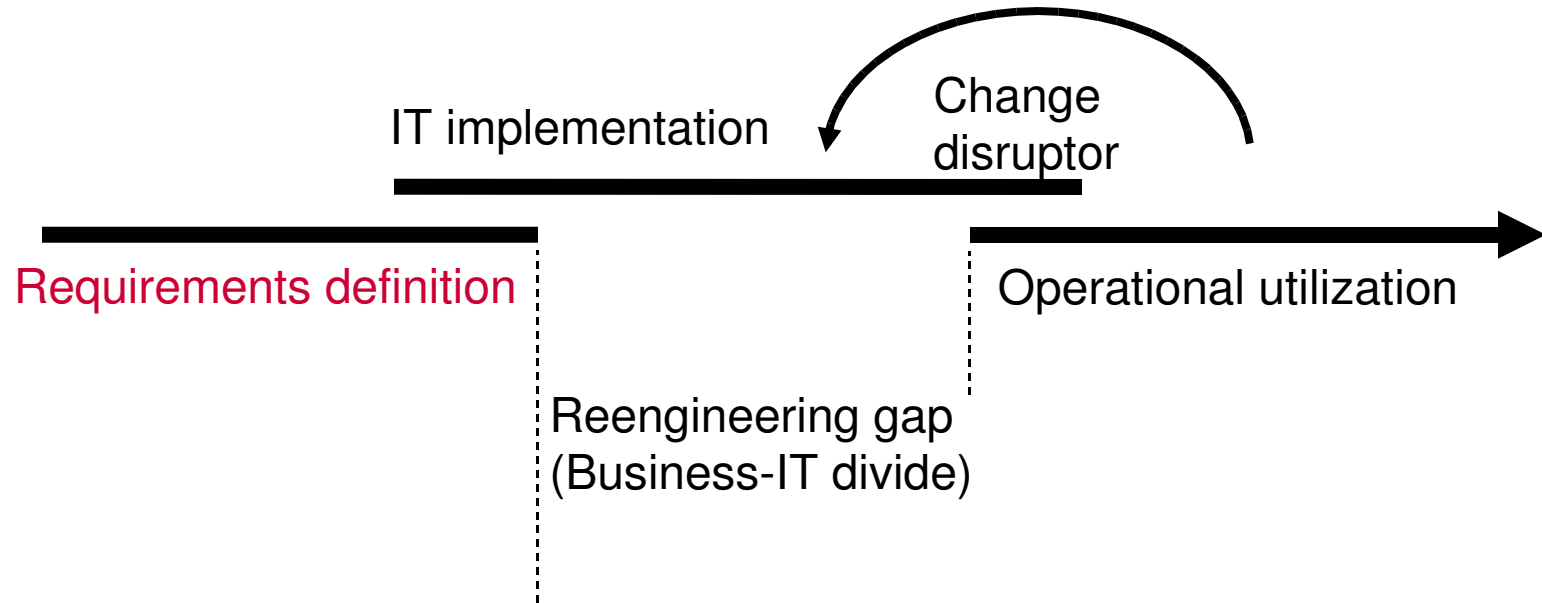 IT implementation
Change
disruptor
Requirements definition
Operational utilization
Reengineering gap
(Business-IT divide)